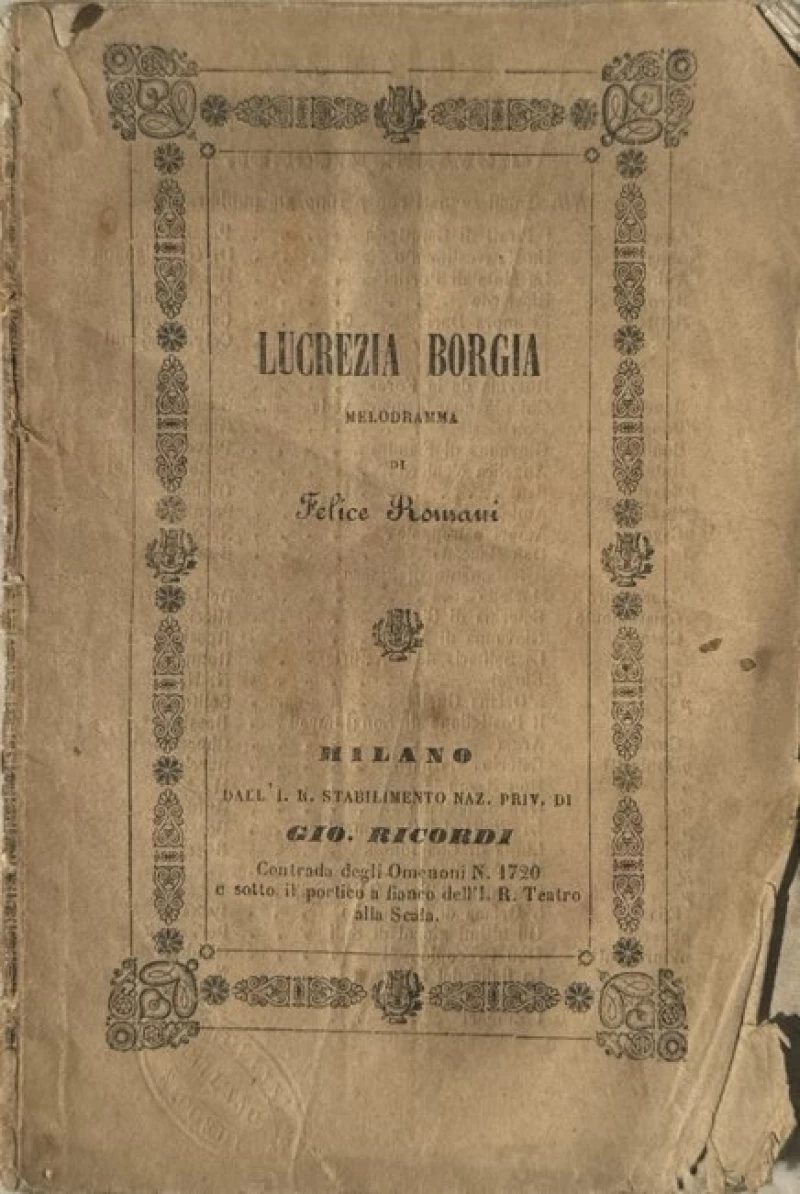 LUCREZIA BORGIA
MELODRAMMA
DI
Felice Romani
MILANO
DALL' I. R. STABILIMENTO NAZ. PRIV. DI
GIO. RICORDI
Contrada degli Omenoni N. 1720
e sotto il portico a fianco dell'I. R. Teatro
alla Scala.